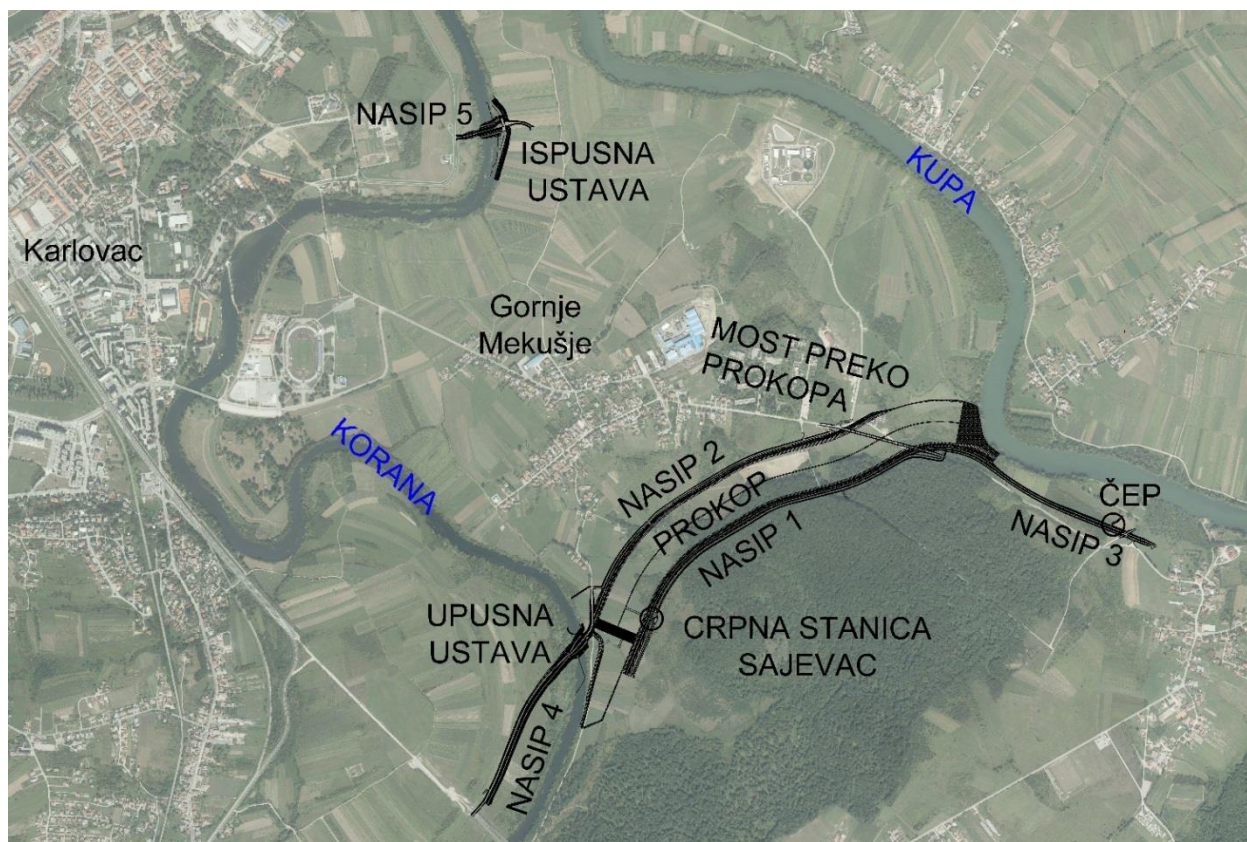 NASIP 5
ISPUSNA
USTAVA
KUPA
Karlovac
Gornje
Mekušje
MOST PREKO
PROKOPA
KORANA
NASIP 2
PROKOP
NASIP 1
ČEP
NASIP 3
UPUSNA
USTAVA
CRPNA STANICA
SAJEVAC
NASIP 4